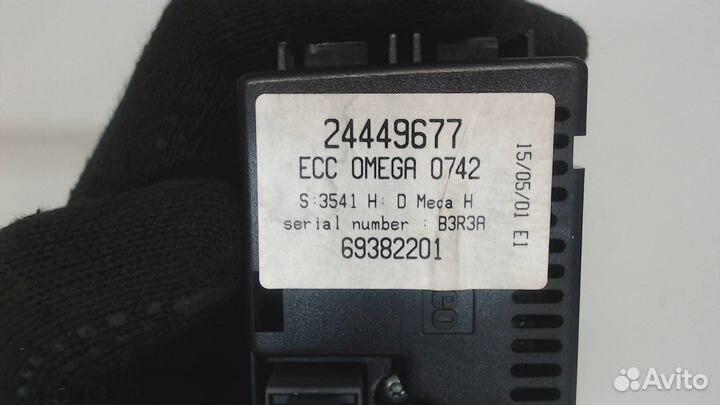 24449677
ECC OMEGA 0742
S:3541 H: D Meca H
serial number : B3R3A
69382201
15/05/01 E1
Avito